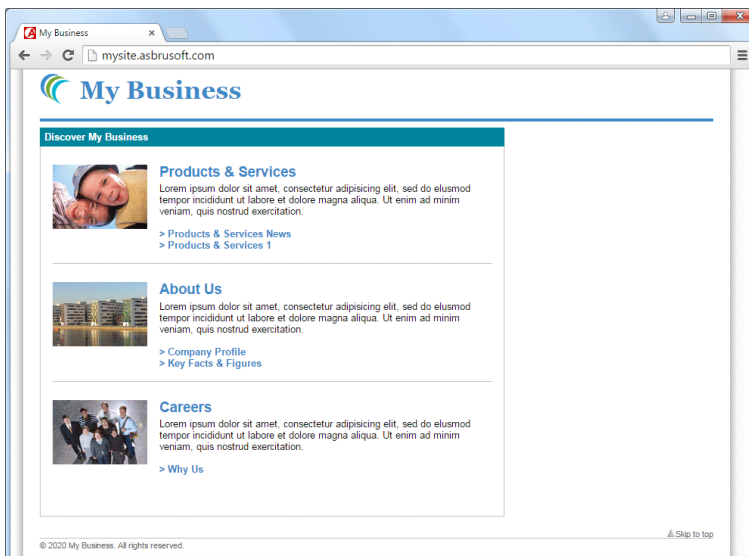 My Business
mysite.asbrusoft.com
My Business
Discover My Business
Products & Services
Lorem ipsum dolor sit amet, consectetur adipisicing elit, sed do elusmod
tempor incididunt ut labore et dolore magna aliqua. Ut enim ad minim
veniam, quis nostrud exercitation.
> Products & Services News
> Products & Services 1
About Us
Lorem ipsum dolor sit amet, consectetur adipisicing elit, sed do elusmod
tempor incididunt ut labore et dolore magna aliqua. Ut enim ad minim
veniam, quis nostrud exercitation.
> Company Profile
> Key Facts & Figures
Careers
Lorem ipsum dolor sit amet, consectetur adipisicing elit, sed do elusmod
tempor incididunt ut labore et dolore magna aliqua. Ut enim ad minim
veniam, quis nostrud exercitation.
> Why Us
Skip to top
© 2020 My Business. All rights reserved.